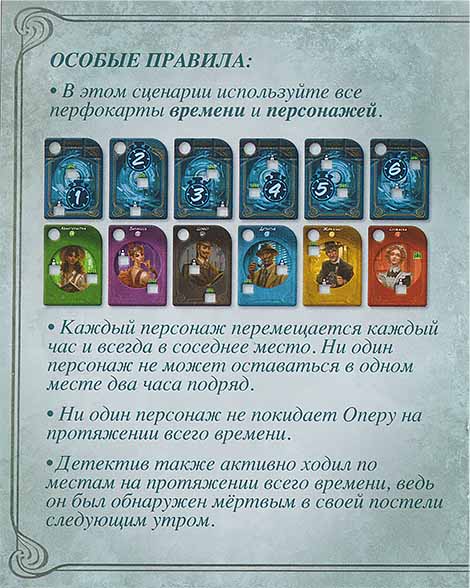 ОСОБЫЕ ПРАВИЛА:
• В этом сценарии используйте все
перфокарты времени и персонажей.
1 2 3 4 5 6
• Каждый персонаж перемещается каждый
час и всегда в соседнее место. Ни один
персонаж не может оставаться в одном
месте два часа подряд.
• Ни один персонаж не покидает Оперу на
протяжении всего времени.
• Детектив также активно ходил по
местам на протяжении всего времени, ведь
он был обнаружен мёртвым в своей постели
следующим утром.